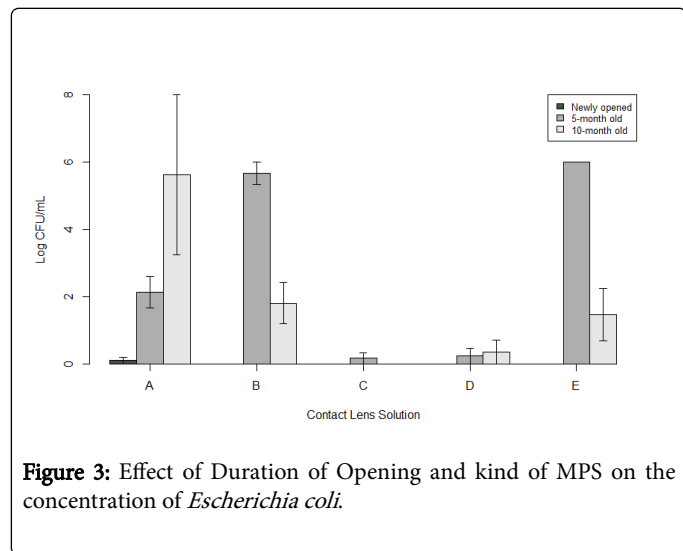 Newly opened
5-month old
10-month old
Log CFU/mL
8
6
4
2
0
A B C D E
Contact Lens Solution
Figure 3: Effect of Duration of Opening and kind of MPS on the
concentration of Escherichia coli.